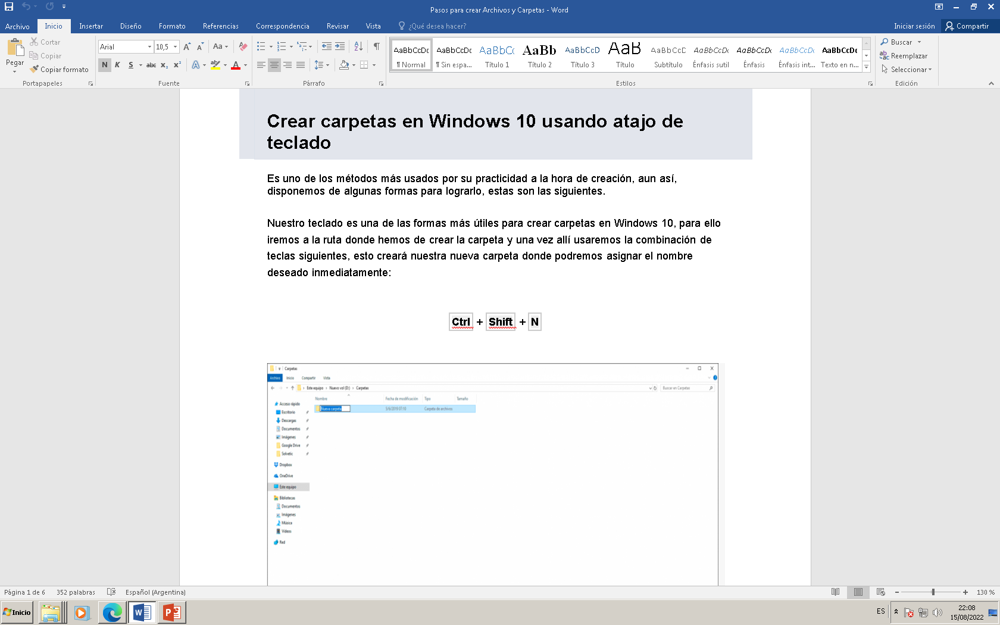 Pasos para crear Archivos y Carpetas - Word
Archivo Inicio Insertar Diseño Formato Referencias Correspondencia Revisar Vista ¿Qué desea hacer? Iniciar sesión Compartir
Pegar
Cortar
Copiar
Copiar formato
Portapapeles
Arial 10,5
Aa
N K S abc x₂ x²
A A
Fuente
Párrafo
AaBbCcDc AaBbCcDc AaBbCc AaBb AaBbCcD AaB AaBbCcD AaBbCcDc AaBbCcDc AaBbCcDc AaBbCcDc
¶ Normal ¶ Sin espa... Título 1 Título 2 Título 3 Título Subtítulo Énfasis sutil Énfasis Énfasis int... Texto en n...
Estilos
Buscar
Reemplazar
Seleccionar
Edición
Crear carpetas en Windows 10 usando atajo de
teclado
Es uno de los métodos más usados por su practicidad a la hora de creación, aun así,
disponemos de algunas formas para lograrlo, estas son las siguientes.
Nuestro teclado es una de las formas más útiles para crear carpetas en Windows 10, para ello
iremos a la ruta donde hemos de crear la carpeta y una vez allí usaremos la combinación de
teclas siguientes, esto creará nuestra nueva carpeta donde podremos asignar el nombre
deseado inmediatamente:
Ctrl + Shift + N
Carpetas
Archivo Inicio Compartir Vista
Este equipo › Nuevo vol (D:) › Carpetas
Buscar en Carpetas
Nombre Fecha de modificación Tipo Tamaño
Nueva carpeta 5/6/2019 07:10 Carpeta de archivos
Acceso rápido
Escritorio
Descargas
Documentos
Imágenes
Google Drive
Solvetic
Dropbox
OneDrive
Este equipo
Bibliotecas
Documentos
Imágenes
Música
Vídeos
Red
Página 1 de 6 352 palabras Español (Argentina) 130 %
Inicio
ES
22:08
15/08/2022